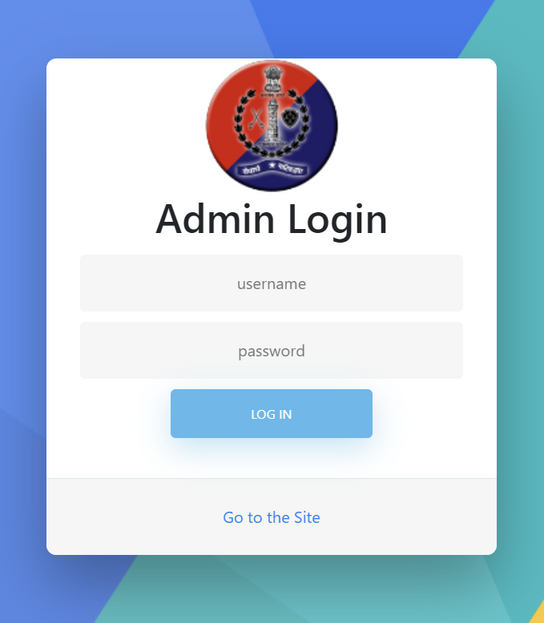 Admin Login
username
password
LOG IN
Go to the Site